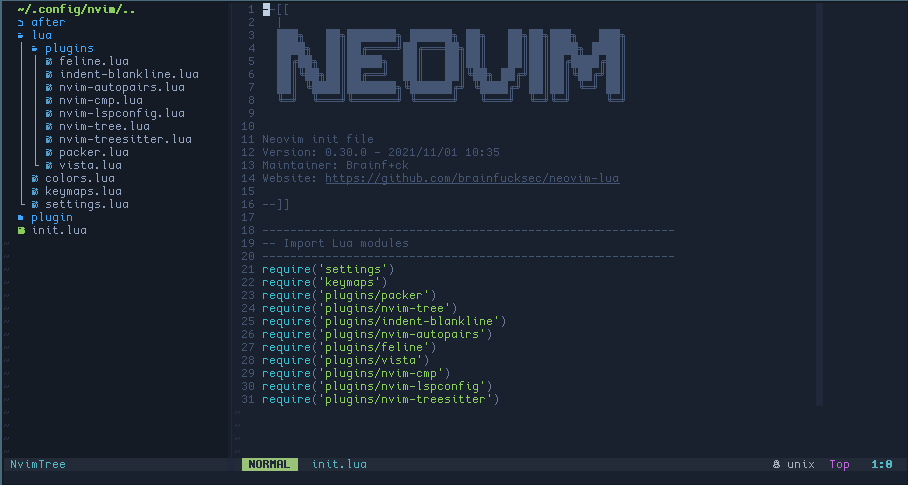 ~/.config/nvim/..
after
lua
plugins
feline.lua
indent-blankline.lua
nvim-autopairs.lua
nvim-cmp.lua
nvim-lspconfig.lua
nvim-tree.lua
nvim-treesitter.lua
packer.lua
vista.lua
colors.lua
keymaps.lua
settings.lua
plugin
init.lua
NvimTree
1 --[[
2
3
4
5 NEOVIM
6
7
8
9
10
11 Neovim init file
12 Version: 0.30.0 - 2021/11/01 10:35
13 Maintainer: Brainf+ck
14 Website: https://github.com/brainfucksec/neovim-lua
15
16 --]]
17
18 -----------------------------------------------------------
19 -- Import Lua modules
20 -----------------------------------------------------------
21 require('settings')
22 require('keymaps')
23 require('plugins/packer')
24 require('plugins/nvim-tree')
25 require('plugins/indent-blankline')
26 require('plugins/nvim-autopairs')
27 require('plugins/feline')
28 require('plugins/vista')
29 require('plugins/nvim-cmp')
30 require('plugins/nvim-lspconfig')
31 require('plugins/nvim-treesitter')
NORMAL init.lua unix Top 1:0